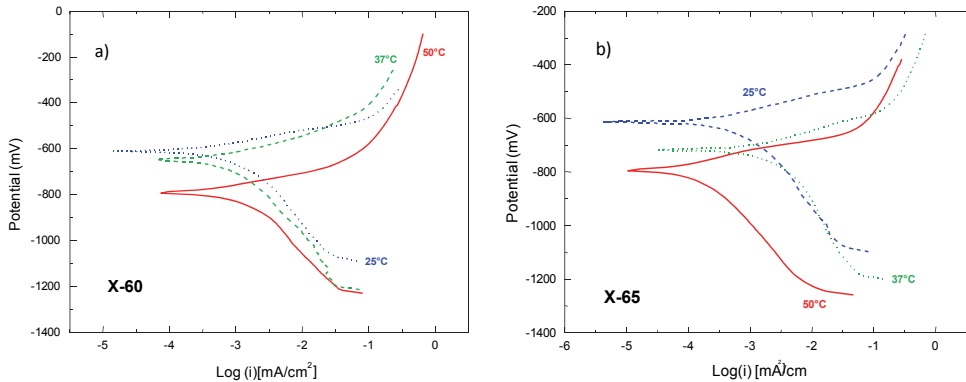 a)
0
-200
-400
-600
-800
-1000
-1200
-1400
Potential (mV)
37°C
50°C
25°C
X-60
-5 -4 -3 -2 -1 0
Log (i)[mA/cm²]
b)
-200
-400
-600
-800
-1000
-1200
-1400
Potential (mV)
25°C
37°C
50°C
X-65
-6 -5 -4 -3 -2 -1 0
Log(i) [mA²/cm